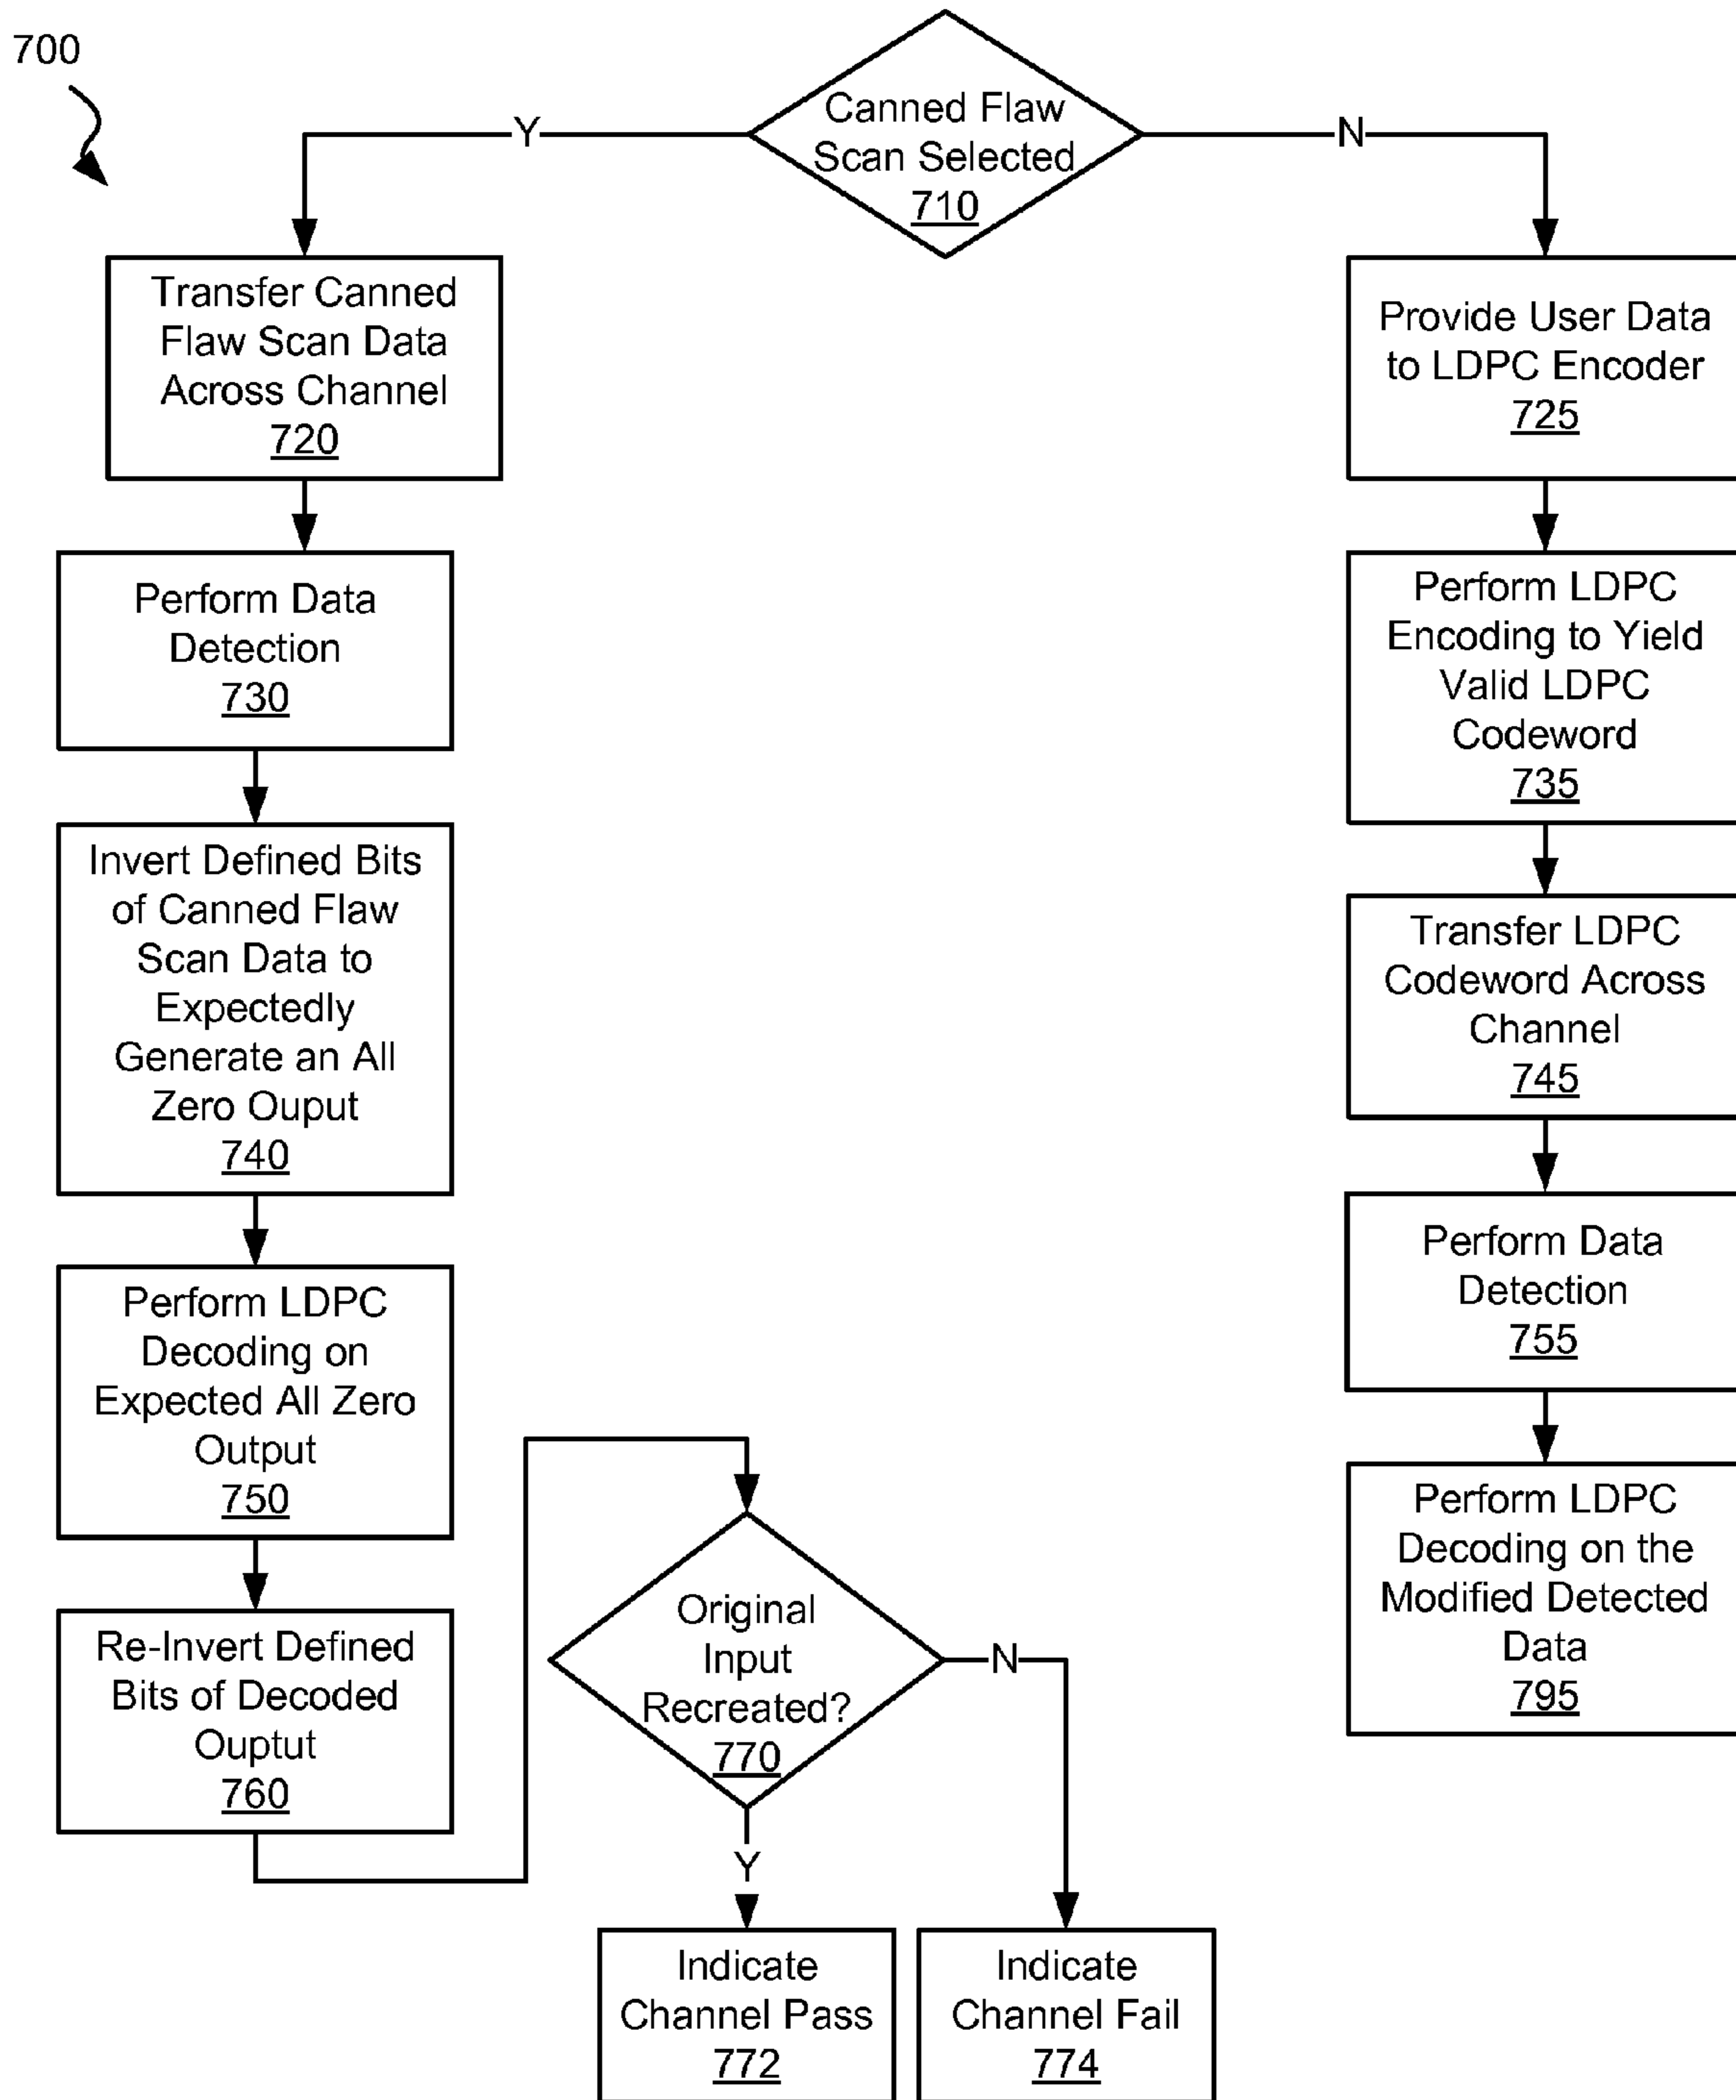 700
Canned Flaw
Scan Selected
710
Y
N
Transfer Canned
Flaw Scan Data
Across Channel
720
Perform Data
Detection
730
Invert Defined Bits
of Canned Flaw
Scan Data to
Expectedly
Generate an All
Zero Ouput
740
Perform LDPC
Decoding on
Expected All Zero
Output
750
Re-Invert Defined
Bits of Decoded
Ouptut
760
Original
Input
Recreated?
770
N
Y
Indicate
Channel Pass
772
Indicate
Channel Fail
774
Provide User Data
to LDPC Encoder
725
Perform LDPC
Encoding to Yield
Valid LDPC
Codeword
735
Transfer LDPC
Codeword Across
Channel
745
Perform Data
Detection
755
Perform LDPC
Decoding on the
Modified Detected
Data
795